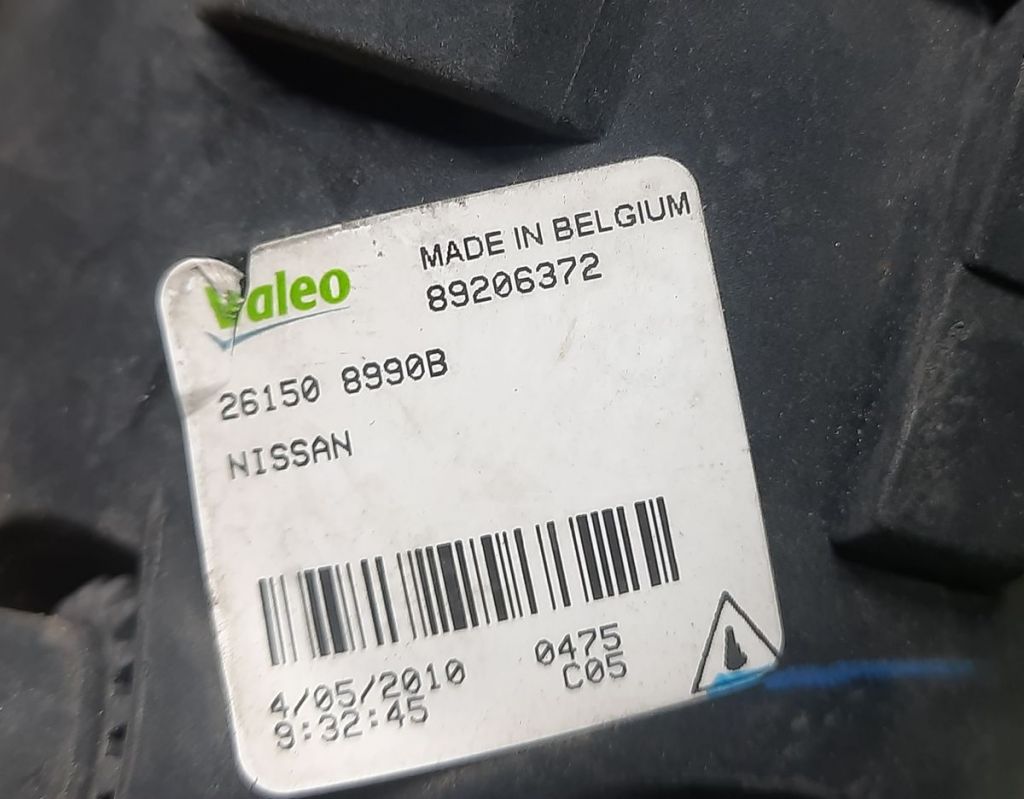 MADE IN BELGIUM
Valeo
89206372
26150 8990B
NISSAN
4/05/2010 0475
9:32:45 C05